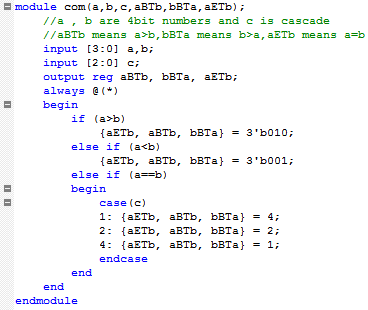 module com(a,b,c,aBTb,bBTa,aETb);
//a , b are 4bit numbers and c is cascade
//aBTb means a>b,bBTa means b>a,aETb means a=b
input [3:0] a,b;
input [2:0] c;
output reg aBTb, bBTa, aETb;
always @(*)
begin
if (a>b)
{aETb, aBTb, bBTa} = 3'b010;
else if (a<b)
{aETb, aBTb, bBTa} = 3'b001;
else if (a==b)
begin
case(c)
1: {aETb, aBTb, bBTa} = 4;
2: {aETb, aBTb, bBTa} = 2;
4: {aETb, aBTb, bBTa} = 1;
endcase
end
end
endmodule